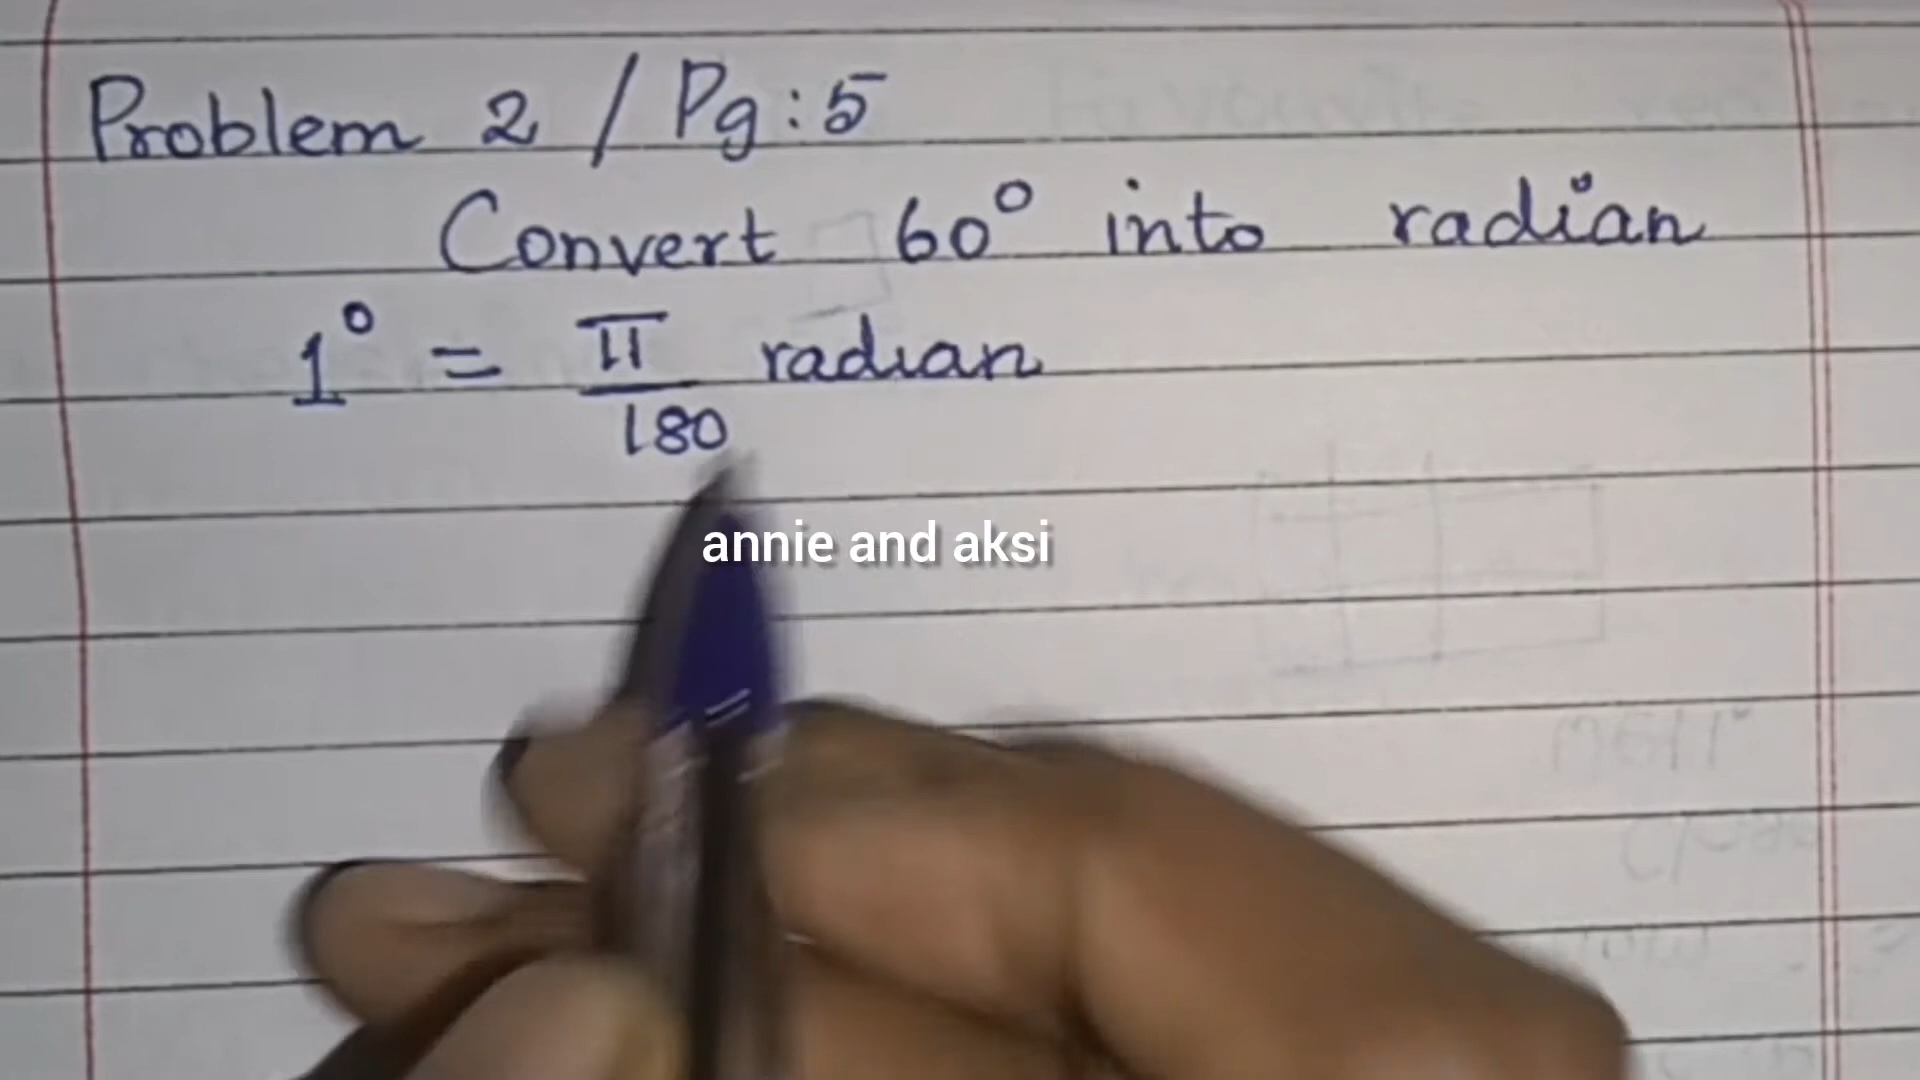 Problem 2 / Pg:5
Convert 60° into radian
1° = π/180 radian
annie and aksi